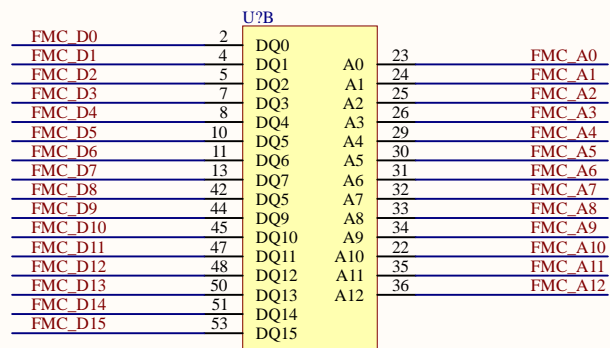 U?B
FMC_D0 2 DQ0
FMC_D1 4 DQ1 A0 23 FMC_A0
FMC_D2 5 DQ2 A1 24 FMC_A1
FMC_D3 7 DQ3 A2 25 FMC_A2
FMC_D4 8 DQ4 A3 26 FMC_A3
FMC_D5 10 DQ5 A4 29 FMC_A4
FMC_D6 11 DQ6 A5 30 FMC_A5
FMC_D7 13 DQ7 A6 31 FMC_A6
FMC_D8 42 DQ5 A7 32 FMC_A7
FMC_D9 44 DQ9 A8 33 FMC_A8
FMC_D10 45 DQ10 A9 34 FMC_A9
FMC_D11 47 DQ11 A10 22 FMC_A10
FMC_D12 48 DQ12 A11 35 FMC_A11
FMC_D13 50 DQ13 A12 36 FMC_A12
FMC_D14 51 DQ14
FMC_D15 53 DQ15